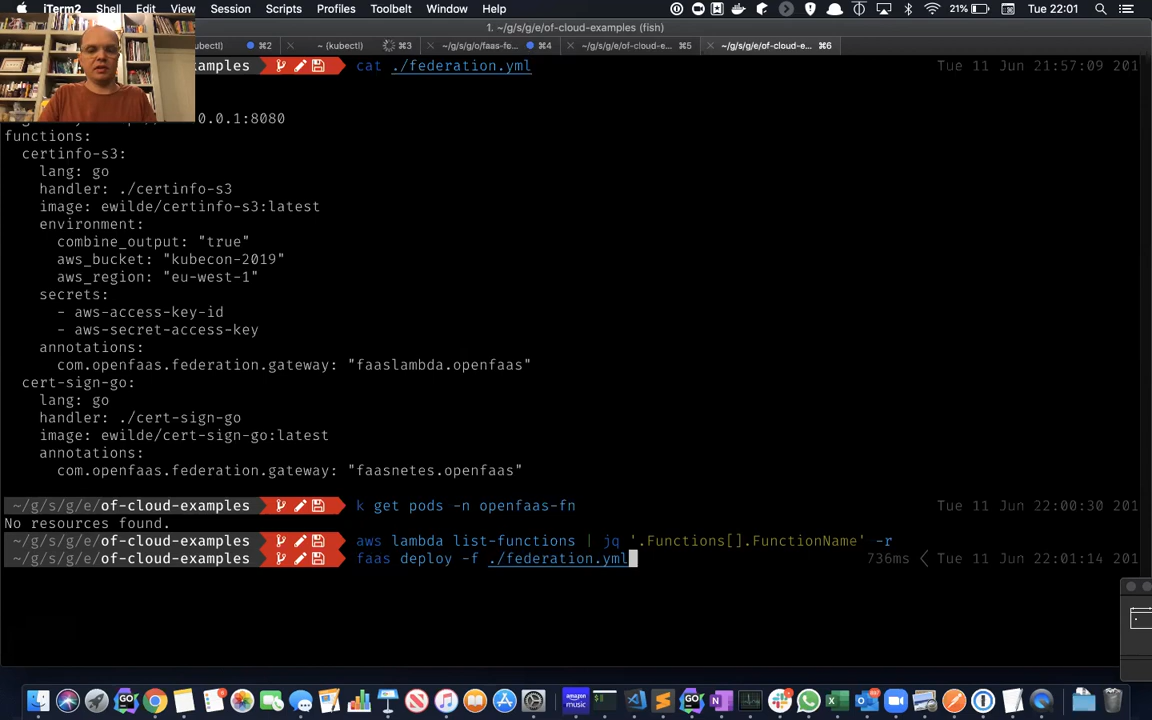 iTerm2 Shell Edit View Session Scripts Profiles Toolbelt Window Help 21% Tue 22:01
1. ~/g/s/g/e/of-cloud-examples (fish)
ubectl) ⌘2 ~ (kubectl) ⌘3 ~/g/s/g/o/faas-fe... ⌘4 ~/g/s/g/e/of-cloud-e... ⌘5 ~/g/s/g/e/of-cloud-e... ⌘6
examples cat ./federation.yml Tue 11 Jun 21:57:09 201
0.0.1:8080
functions:
certinfo-s3:
lang: go
handler: ./certinfo-s3
image: ewilde/certinfo-s3:latest
environment:
combine_output: "true"
aws_bucket: "kubecon-2019"
aws_region: "eu-west-1"
secrets:
- aws-access-key-id
- aws-secret-access-key
annotations:
com.openfaas.federation.gateway: "faaslambda.openfaas"
cert-sign-go:
lang: go
handler: ./cert-sign-go
image: ewilde/cert-sign-go:latest
annotations:
com.openfaas.federation.gateway: "faasnetes.openfaas"
~/g/s/g/e/of-cloud-examples k get pods -n openfaas-fn Tue 11 Jun 22:00:30 201
No resources found.
~/g/s/g/e/of-cloud-examples aws lambda list-functions | jq '.Functions[].FunctionName' -r
~/g/s/g/e/of-cloud-examples faas deploy -f ./federation.yml 736ms < Tue 11 Jun 22:01:14 201